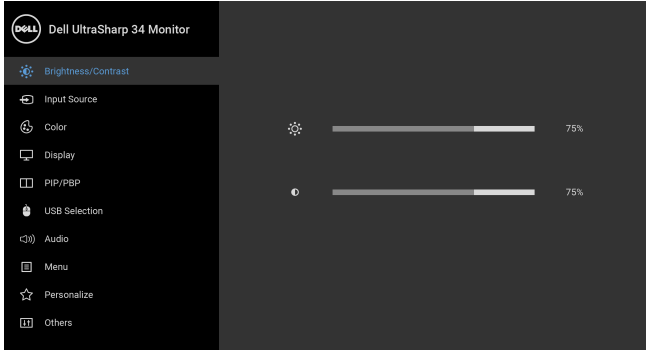 DELL
Dell UltraSharp 34 Monitor
Brightness/Contrast
Input Source
Color
Display
PIP/PBP
USB Selection
Audio
Menu
Personalize
Others
75%
75%